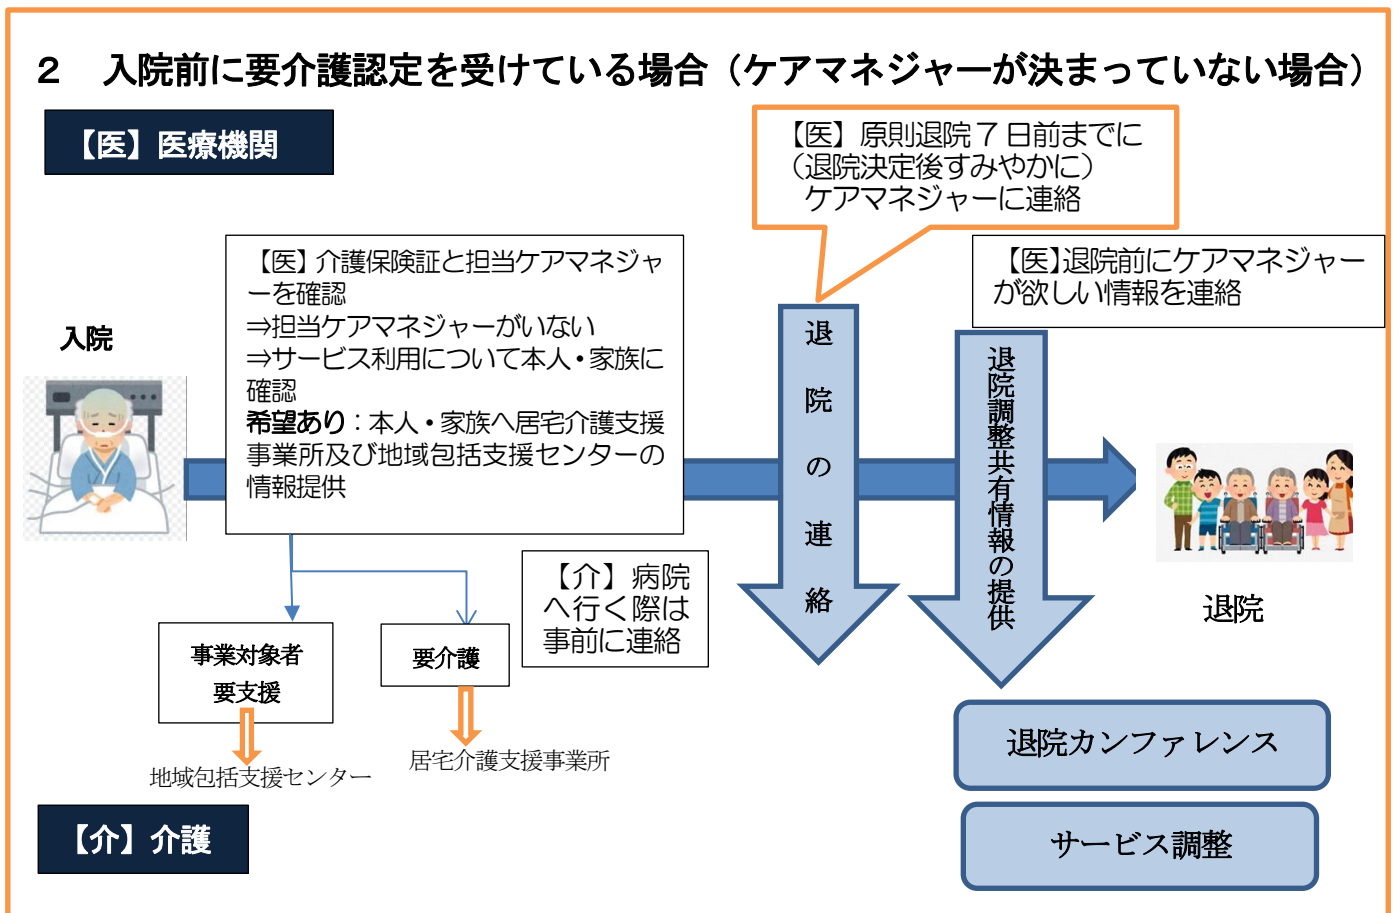 ２　入院前に要介護認定を受けている場合（ケアマネジャーが決まっていない場合）
【医】医療機関
【医】原則退院７日前までに
（退院決定後すみやかに）
ケアマネジャーに連絡
【医】介護保険証と担当ケアマネジャ
ーを確認
⇒担当ケアマネジャーがいない
⇒サービス利用について本人・家族に
確認
希望あり：本人・家族へ居宅介護支援
事業所及び地域包括支援センターの
情報提供
【医】退院前にケアマネジャー
が欲しい情報を連絡
入院
退院の連絡
退院調整共有情報の提供
退院
【介】病院
へ行く際は
事前に連絡
事業対象者
要支援
要介護
地域包括支援センター
居宅介護支援事業所
退院カンファレンス
サービス調整
【介】介護